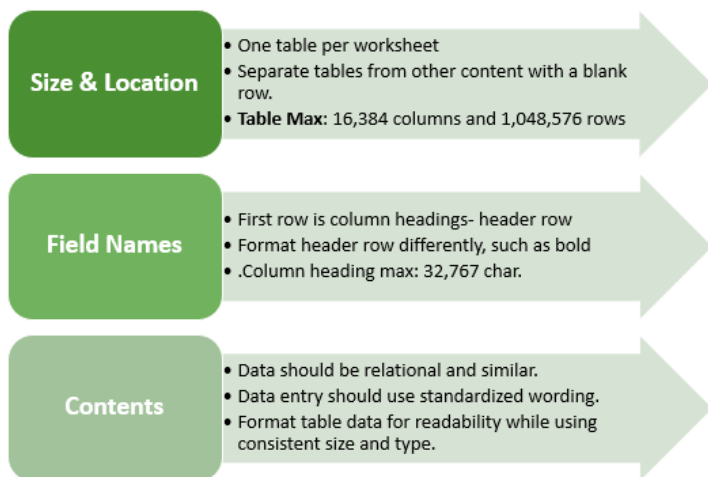 Size & Location
• One table per worksheet
• Separate tables from other content with a blank
row.
• Table Max: 16,384 columns and 1,048,576 rows
Field Names
• First row is column headings- header row
• Format header row differently, such as bold
• .Column heading max: 32,767 char.
Contents
• Data should be relational and similar.
• Data entry should use standardized wording.
• Format table data for readability while using
consistent size and type.